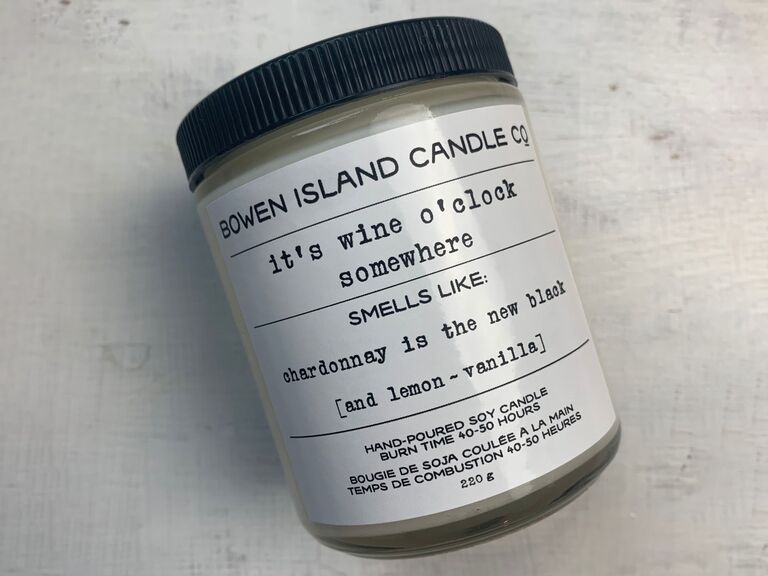 BOWEN ISLAND CANDLE CO
it's wine o'clock
somewhere
SMELLS LIKE:
chardonnay is the new black
[and lemon~vanilla]
HAND-POURED SOY CANDLE
BURN TIME 40-50 HOURS
BOUGIE DE SOJA COULÉE A LA MAIN
TEMPS DE COMBUSTION 40-50 HEURES
220 g